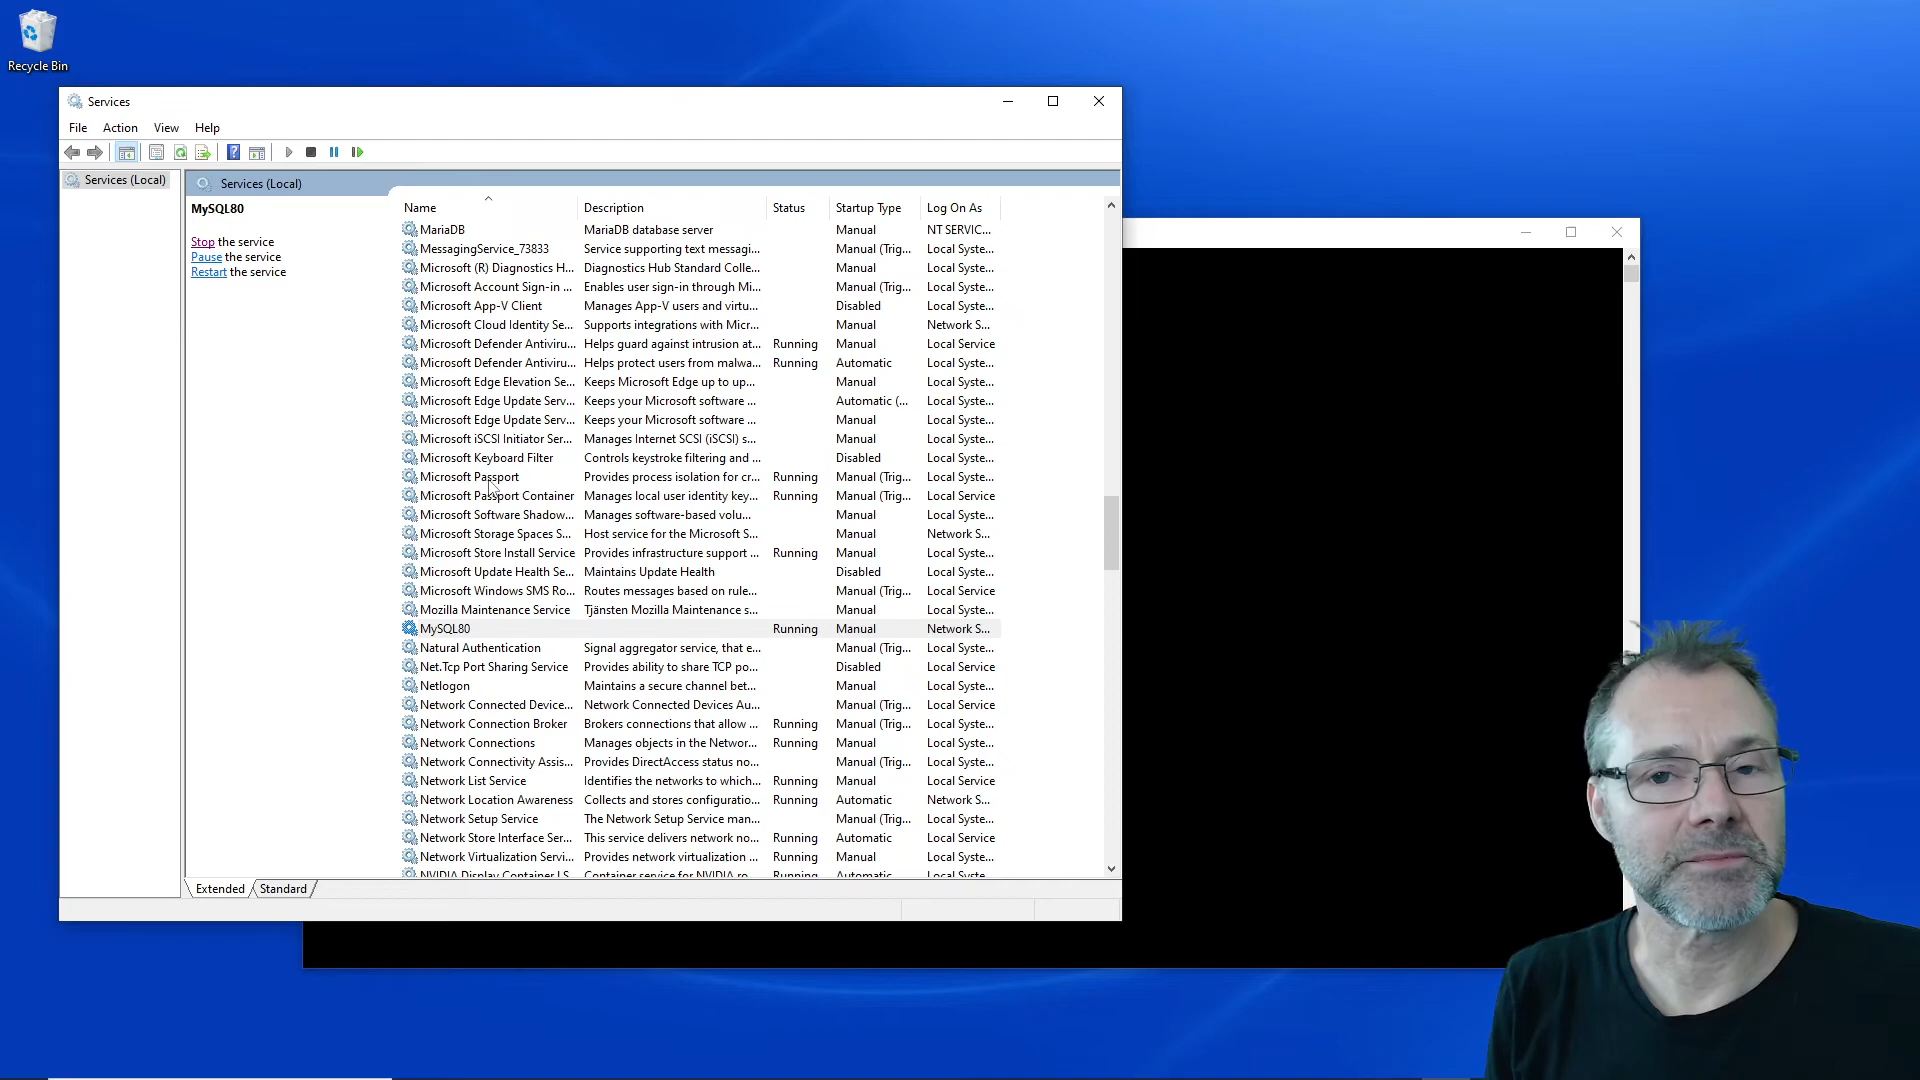 Recycle Bin
Services
File Action View Help
Services (Local)
Services (Local)
MySQL80
Stop the service
Pause the service
Restart the service
Name Description Status Startup Type Log On As
MariaDB MariaDB database server Manual NT SERVIC...
MessagingService_73833 Service supporting text messagi... Manual (Trig... Local Syste...
Microsoft (R) Diagnostics H... Diagnostics Hub Standard Colle... Manual Local Syste...
Microsoft Account Sign-in ... Enables user sign-in through Mi... Manual (Trig... Local Syste...
Microsoft App-V Client Manages App-V users and virtu... Disabled Local Syste...
Microsoft Cloud Identity Se... Supports integrations with Micr... Manual Network S...
Microsoft Defender Antiviru... Helps guard against intrusion at... Running Manual Local Service
Microsoft Defender Antiviru... Helps protect users from malwa... Running Automatic Local Syste...
Microsoft Edge Elevation Se... Keeps Microsoft Edge up to up... Manual Local Syste...
Microsoft Edge Update Serv... Keeps your Microsoft software ... Automatic (... Local Syste...
Microsoft Edge Update Serv... Keeps your Microsoft software ... Manual Local Syste...
Microsoft iSCSI Initiator Ser... Manages Internet SCSI (iSCSI) s... Manual Local Syste...
Microsoft Keyboard Filter Controls keystroke filtering and ... Disabled Local Syste...
Microsoft Passport Provides process isolation for cr... Running Manual (Trig... Local Syste...
Microsoft Passport Container Manages local user identity key... Running Manual (Trig... Local Service
Microsoft Software Shadow... Manages software-based volu... Manual Local Syste...
Microsoft Storage Spaces S... Host service for the Microsoft S... Manual Network S...
Microsoft Store Install Service Provides infrastructure support ... Running Manual Local Syste...
Microsoft Update Health Se... Maintains Update Health Disabled Local Syste...
Microsoft Windows SMS Ro... Routes messages based on rule... Manual (Trig... Local Service
Mozilla Maintenance Service Tjänsten Mozilla Maintenance s... Manual Local Syste...
MySQL80 Running Manual Network S...
Natural Authentication Signal aggregator service, that e... Manual (Trig... Local Syste...
Net.Tcp Port Sharing Service Provides ability to share TCP po... Disabled Local Service
Netlogon Maintains a secure channel bet... Manual Local Syste...
Network Connected Device... Network Connected Devices Au... Manual (Trig... Local Service
Network Connection Broker Brokers connections that allow ... Running Manual (Trig... Local Syste...
Network Connections Manages objects in the Networ... Running Manual Local Syste...
Network Connectivity Assis... Provides DirectAccess status no... Manual (Trig... Local Syste...
Network List Service Identifies the networks to which... Running Manual Local Service
Network Location Awareness Collects and stores configuratio... Running Automatic Network S...
Network Setup Service The Network Setup Service man... Manual (Trig... Local Syste...
Network Store Interface Ser... This service delivers network no... Running Automatic Local Service
Network Virtualization Servi... Provides network virtualization ... Running Manual Local Syste...
NVIDIA Display Container LS... Container service for NVIDIA ro... Running Automatic Local Syste...
Extended Standard